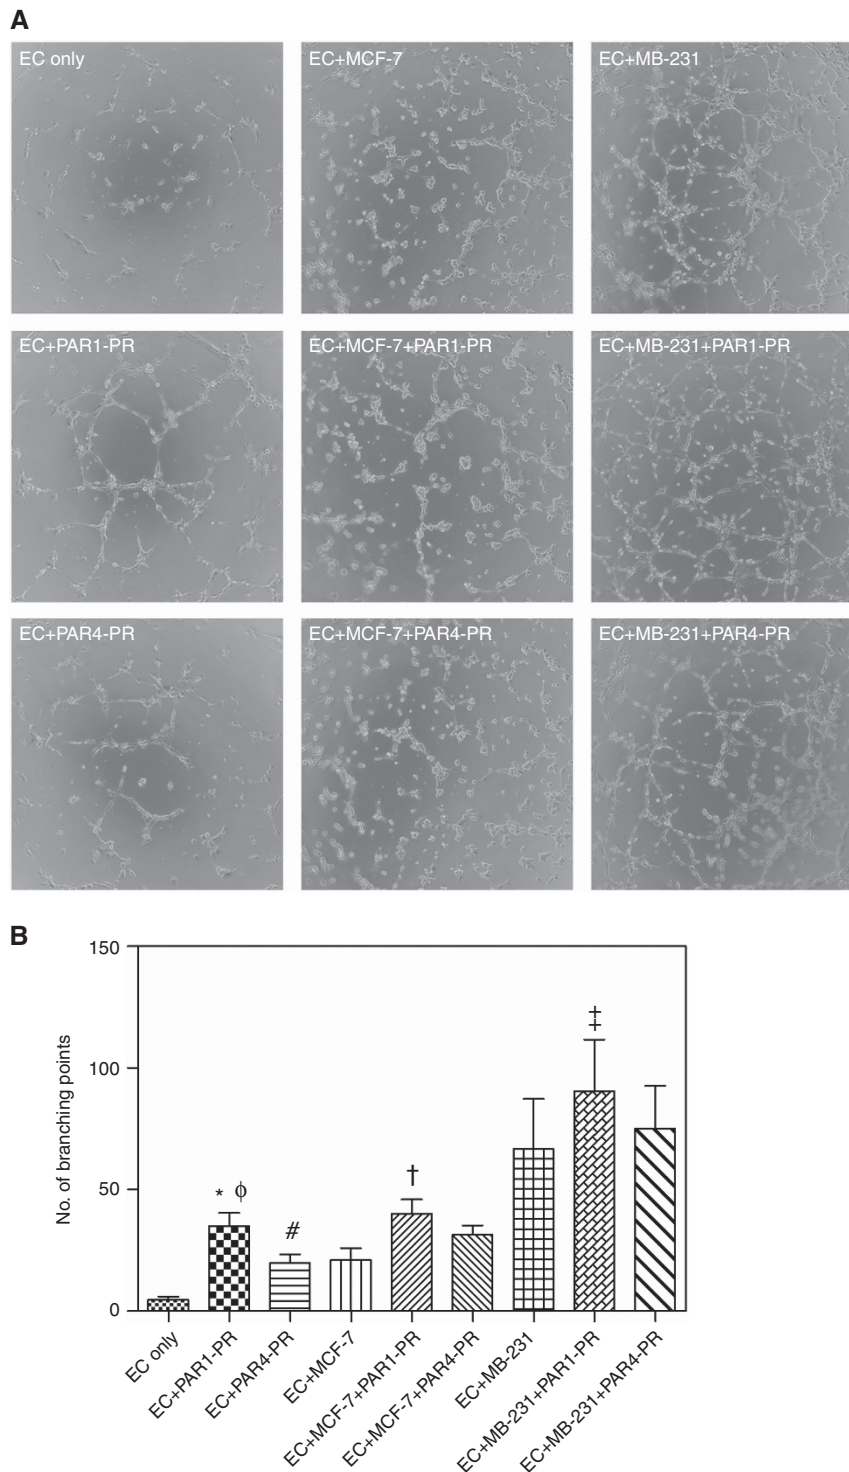 A
EC only
EC+MCF-7
EC+MB-231
EC+PAR1-PR
EC+MCF-7+PAR1-PR
EC+MB-231+PAR1-PR
EC+PAR4-PR
EC+MCF-7+PAR4-PR
EC+MB-231+PAR4-PR
B
No. of branching points
150
100
50
0
* ϕ
#
†
‡
EC only
EC+PAR1-PR
EC+PAR4-PR
EC+MCF-7
EC+MCF-7+PAR1-PR
EC+MCF-7+PAR4-PR
EC+MB-231
EC+MB-231+PAR1-PR
EC+MB-231+PAR4-PR